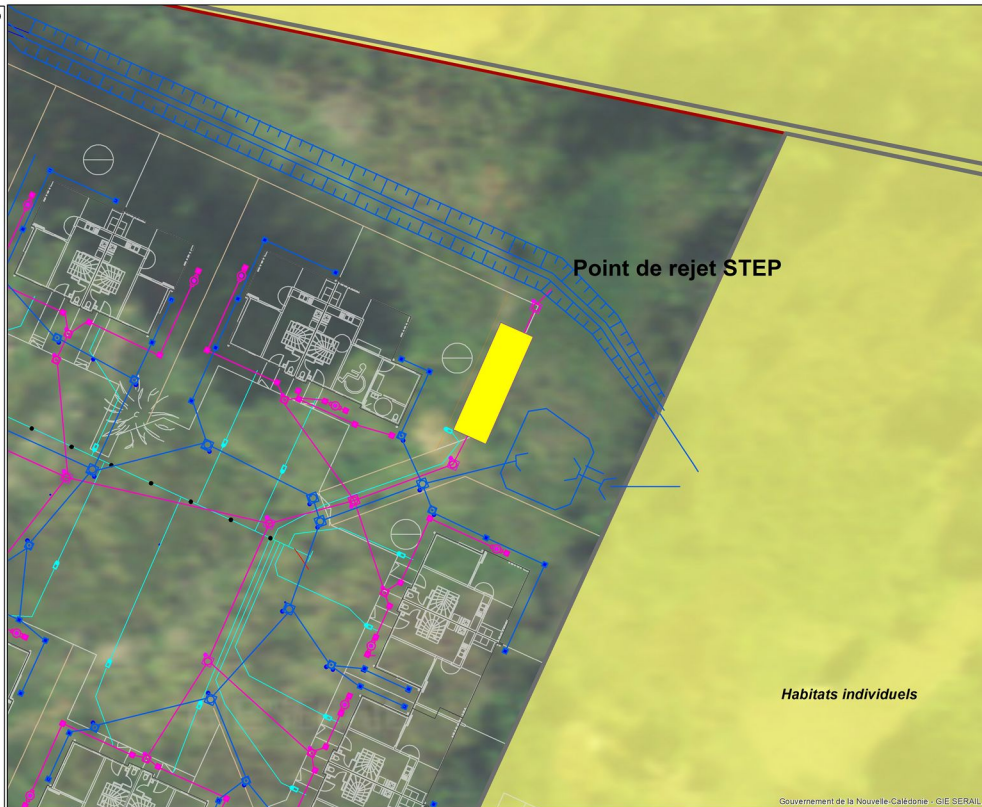 Point de rejet STEP
Habitats individuels
Gouvernement de la Nouvelle-Calédonie - GIE SERAIL